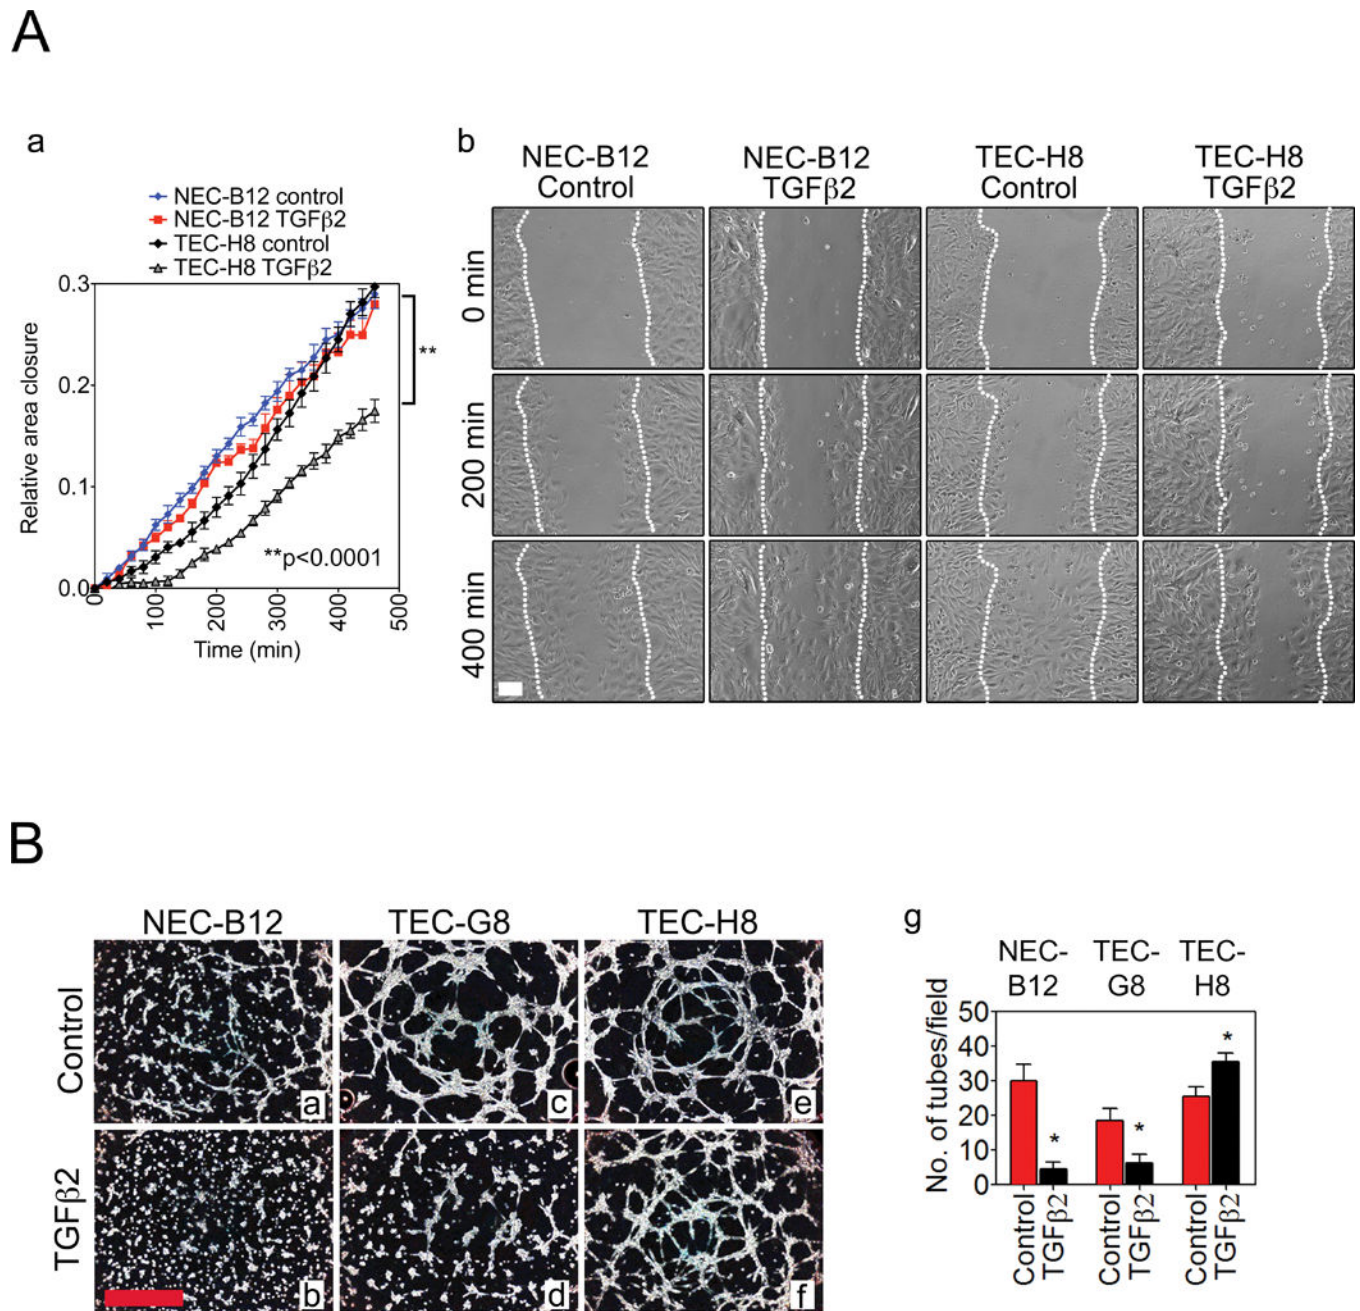 A
a
NEC-B12 control
NEC-B12 TGFβ2
TEC-H8 control
TEC-H8 TGFβ2
0.3
0.2
0.1
0.0
Relative area closure
**
**p<0.0001
0
100
200
300
400
500
Time (min)
b
NEC-B12
Control
NEC-B12
TGFβ2
TEC-H8
Control
TEC-H8
TGFβ2
0 min
200 min
400 min
B
NEC-B12
TEC-G8
TEC-H8
Control
TGFβ2
a
c
e
b
d
f
g
NEC-
B12
TEC-
G8
TEC-
H8
No. of tubes/field
50
40
30
20
10
0
*
*
*
Control
TGFβ2
Control
TGFβ2
Control
TGFβ2